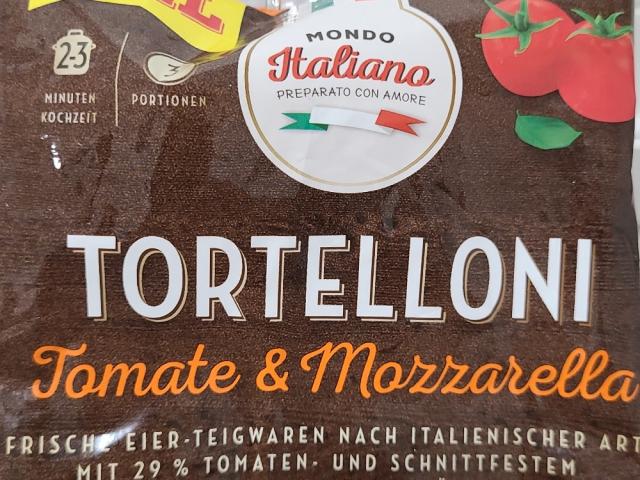 MONDO
Italiano
PREPARATO CON AMORE
2-3
MINUTEN
KOCHZEIT
3
PORTIONEN
TORTELLONI
Tomate & Mozzarella
FRISCHE EIER-TEIGWAREN NACH ITALIENISCHER ART
MIT 29 % TOMATEN- UND SCHNITTFESTEM